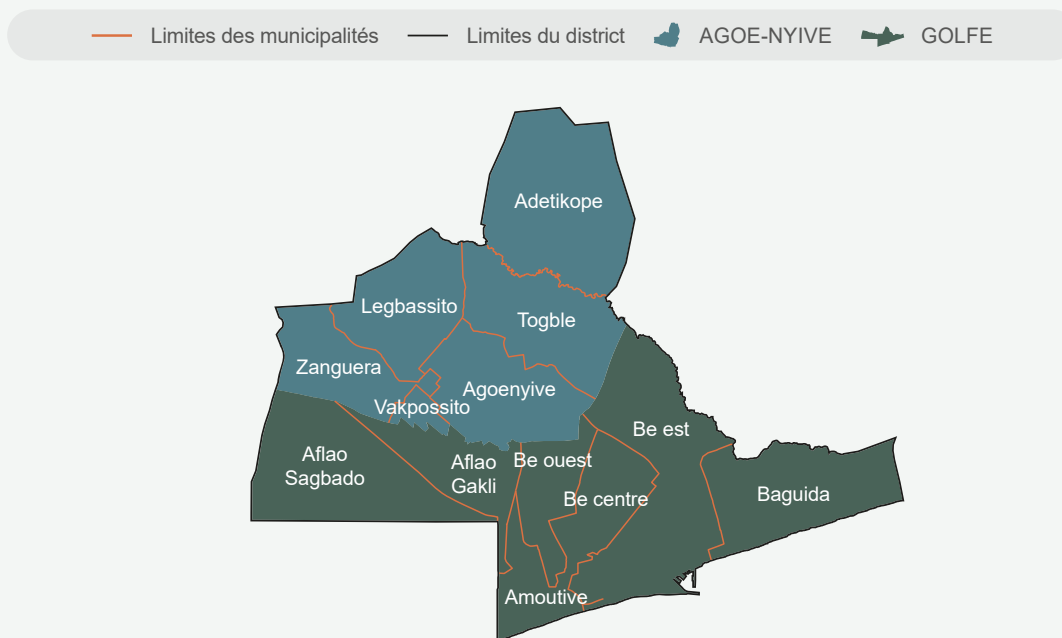 Limites des municipalités
Limites du district
AGOE-NYIVE
GOLFE
Adetikope
Legbassito
Togble
Zanguera
Agoenyive
Vakpossito
Be est
Aflao
Sagbado
Aflao
Gakli
Be ouest
Be centre
Baguida
Amoutive